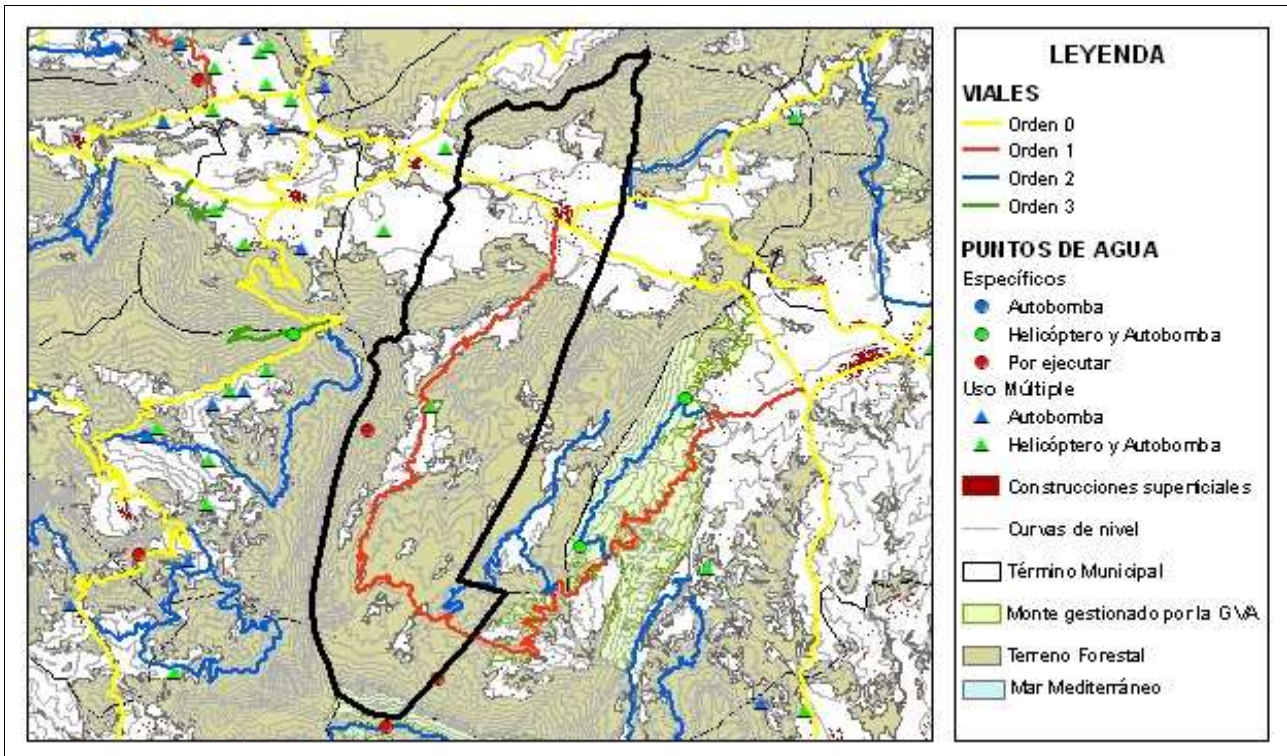 LEYENDA
VIALES
Orden 0
Orden 1
Orden 2
Orden 3
PUNTOS DE AGUA
Específicos
Autobomba
Helicóptero y Autobomba
Por ejecutar
Uso Múltiple
Autobomba
Helicóptero y Autobomba
Construcciones superficiales
Curvas de nivel
Término Municipal
Monte gestionado por la GVA
Terreno Forestal
Mar Mediterráneo